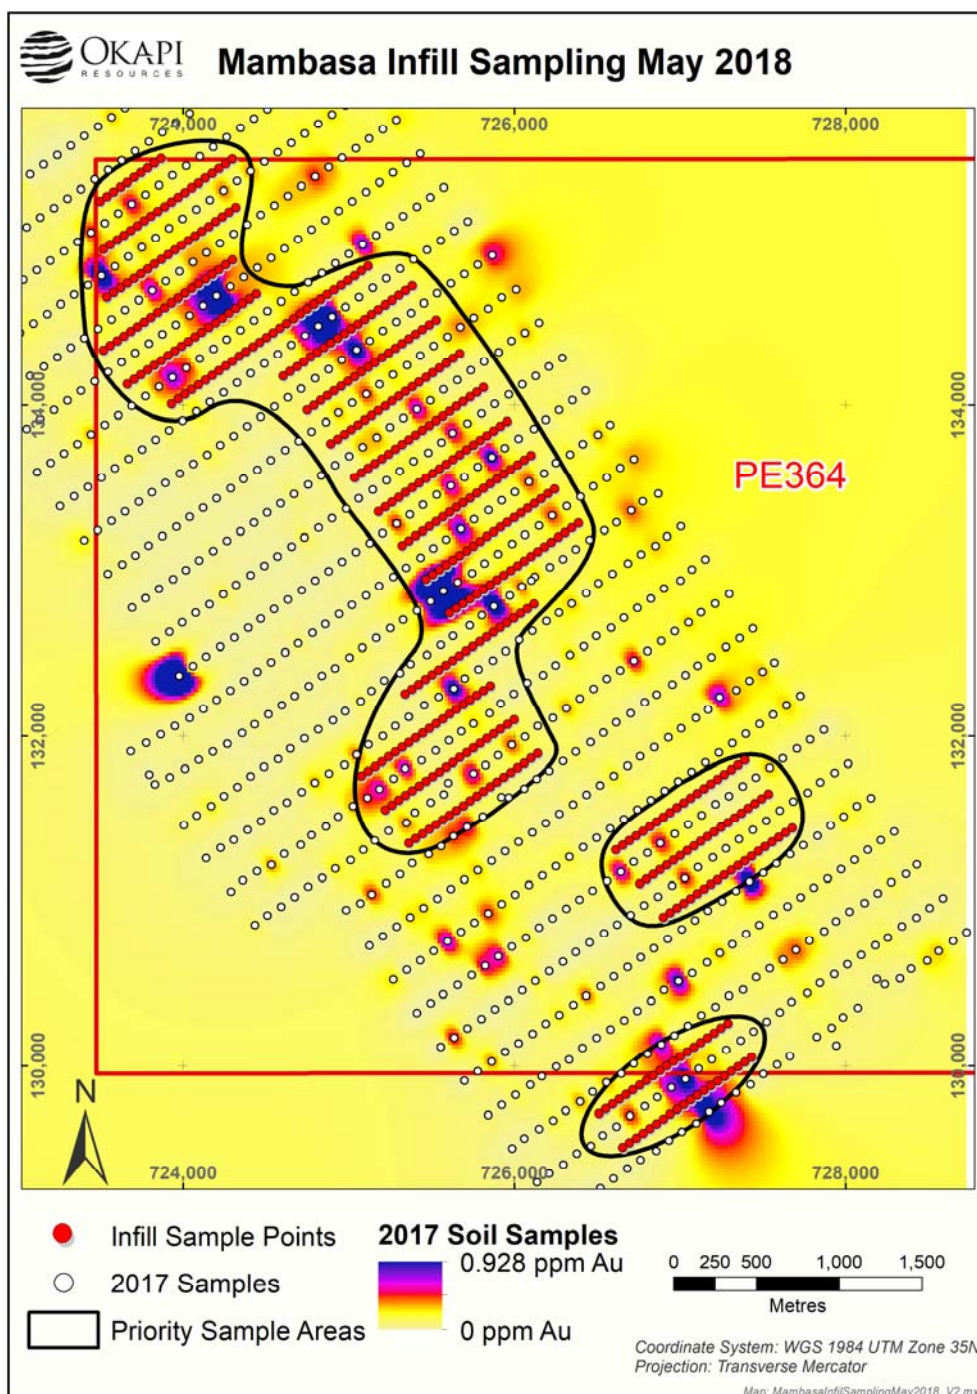 OKAPI
RESOURCES
Mambasa Infill Sampling May 2018
724,000
726,000
728,000
134,000
134,000
PE364
132,000
132,000
130,000
130,000
N
724,000
726,000
728,000
Infill Sample Points
2017 Samples
Priority Sample Areas
2017 Soil Samples
0.928 ppm Au
0 ppm Au
0 250 500 1,000 1,500
Metres
Coordinate System: WGS 1984 UTM Zone 35N
Projection: Transverse Mercator
Map: MambasaInfilSamplingMay2018_V2.mx